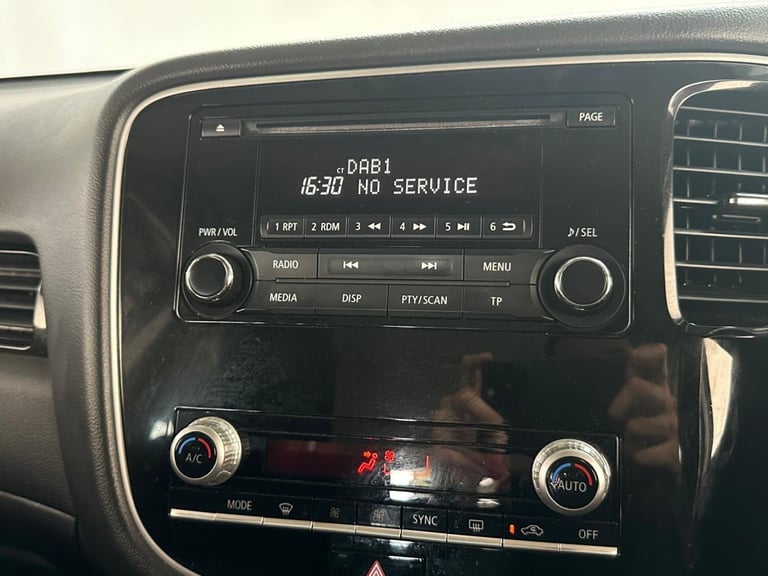 PAGE
CT DAB1
16:30 NO SERVICE
1 RPT 2 RDM 3 4 5 6
PWR / VOL
♪/SEL
RADIO MENU
MEDIA DISP PTY/SCAN TP
A/C
AUTO
MODE SYNC OFF